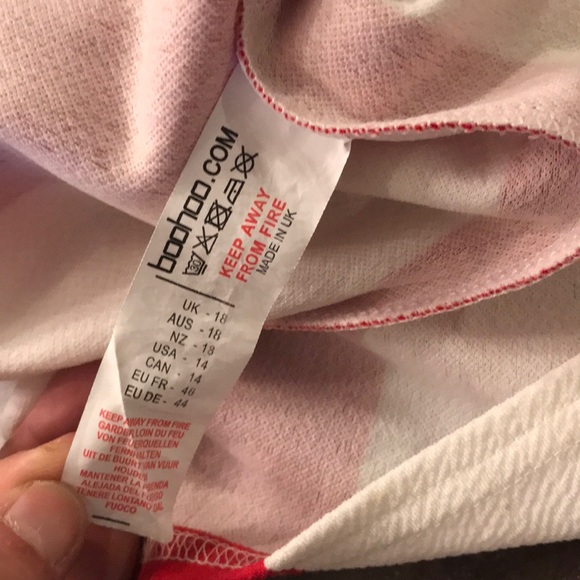 boohoo.COM
30
KEEP AWAY
FROM FIRE
MADE IN UK
UK - 18
AUS - 18
NZ - 18
USA - 14
CAN - 14
EU FR - 46
EU DE - 44
KEEP AWAY FROM FIRE
GARDER LOIN DU FEU
VON FEUERQUELLEN
FERNHALTEN
UIT DE BUURT VAN VUUR
HOUDEN
MANTENER LA PRENDA
ALEJADA DEL FUEGO
TENERE LONTANO DAL
FUOCO